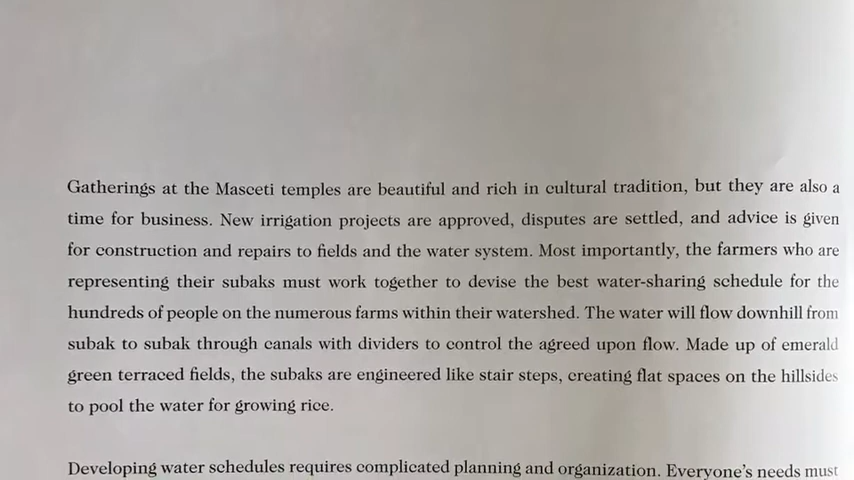 Gatherings at the Masceti temples are beautiful and rich in cultural tradition, but they are also a
time for business. New irrigation projects are approved, disputes are settled, and advice is given
for construction and repairs to fields and the water system. Most importantly, the farmers who are
representing their subaks must work together to devise the best water-sharing schedule for the
hundreds of people on the numerous farms within their watershed. The water will flow downhill from
subak to subak through canals with dividers to control the agreed upon flow. Made up of emerald
green terraced fields, the subaks are engineered like stair steps, creating flat spaces on the hillsides
to pool the water for growing rice.
Developing water schedules requires complicated planning and organization. Everyone's needs must